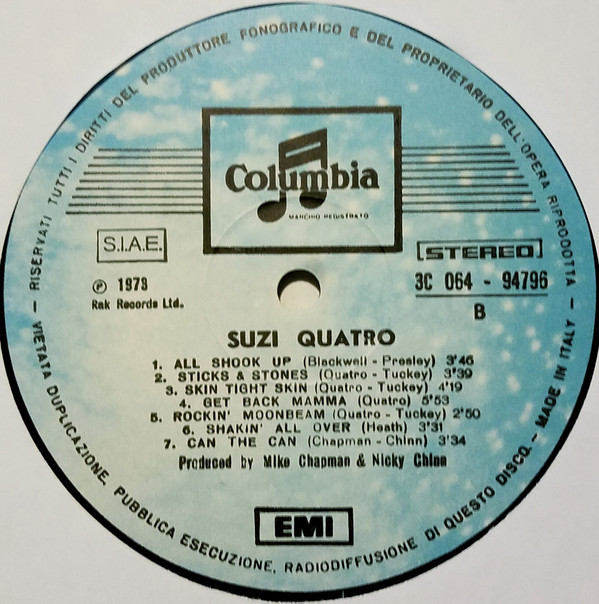 RISERVATI TUTTI I DIRITTI DEL PRODUTTORE FONOGRAFICO E DEL PROPRIETARIO DELL'OPERA RIPRODOTTA –
Columbia
MARCHIO REGISTRATO
S.I.A.E.
STEREO
℗ 1973
Rak Records Ltd.
3C 064 - 94796
B
SUZI QUATRO
1. ALL SHOOK UP (Blackwell - Presley) 3'46
2. STICKS & STONES (Quatro - Tuckey) 3'39
3. SKIN TIGHT SKIN (Quatro - Tuckey) 4'19
4. GET BACK MAMMA (Quatro) 5'53
5. ROCKIN' MOONBEAM (Quatro - Tuckey) 2'50
6. SHAKIN' ALL OVER (Heath) 3'31
7. CAN THE CAN (Chapman - Chinn) 3'34
Produced by Mike Chapman & Nicky Chinn
EMI
VIETATA DUPLICAZIONE, PUBBLICA ESECUZIONE, RADIODIFFUSIONE DI QUESTO DISCO. – MADE IN ITALY –